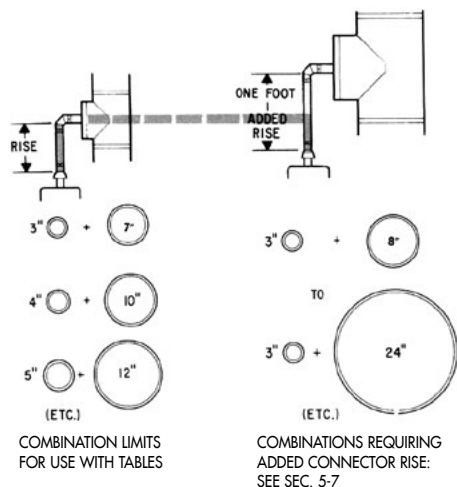 RISE
ONE FOOT
ADDED
RISE
3" + 7"
4" + 10"
5" + 12"
(ETC.)
COMBINATION LIMITS
FOR USE WITH TABLES
3" + 8"
TO
3" + 24"
(ETC.)
COMBINATIONS REQUIRING
ADDED CONNECTOR RISE:
SEE SEC. 5-7